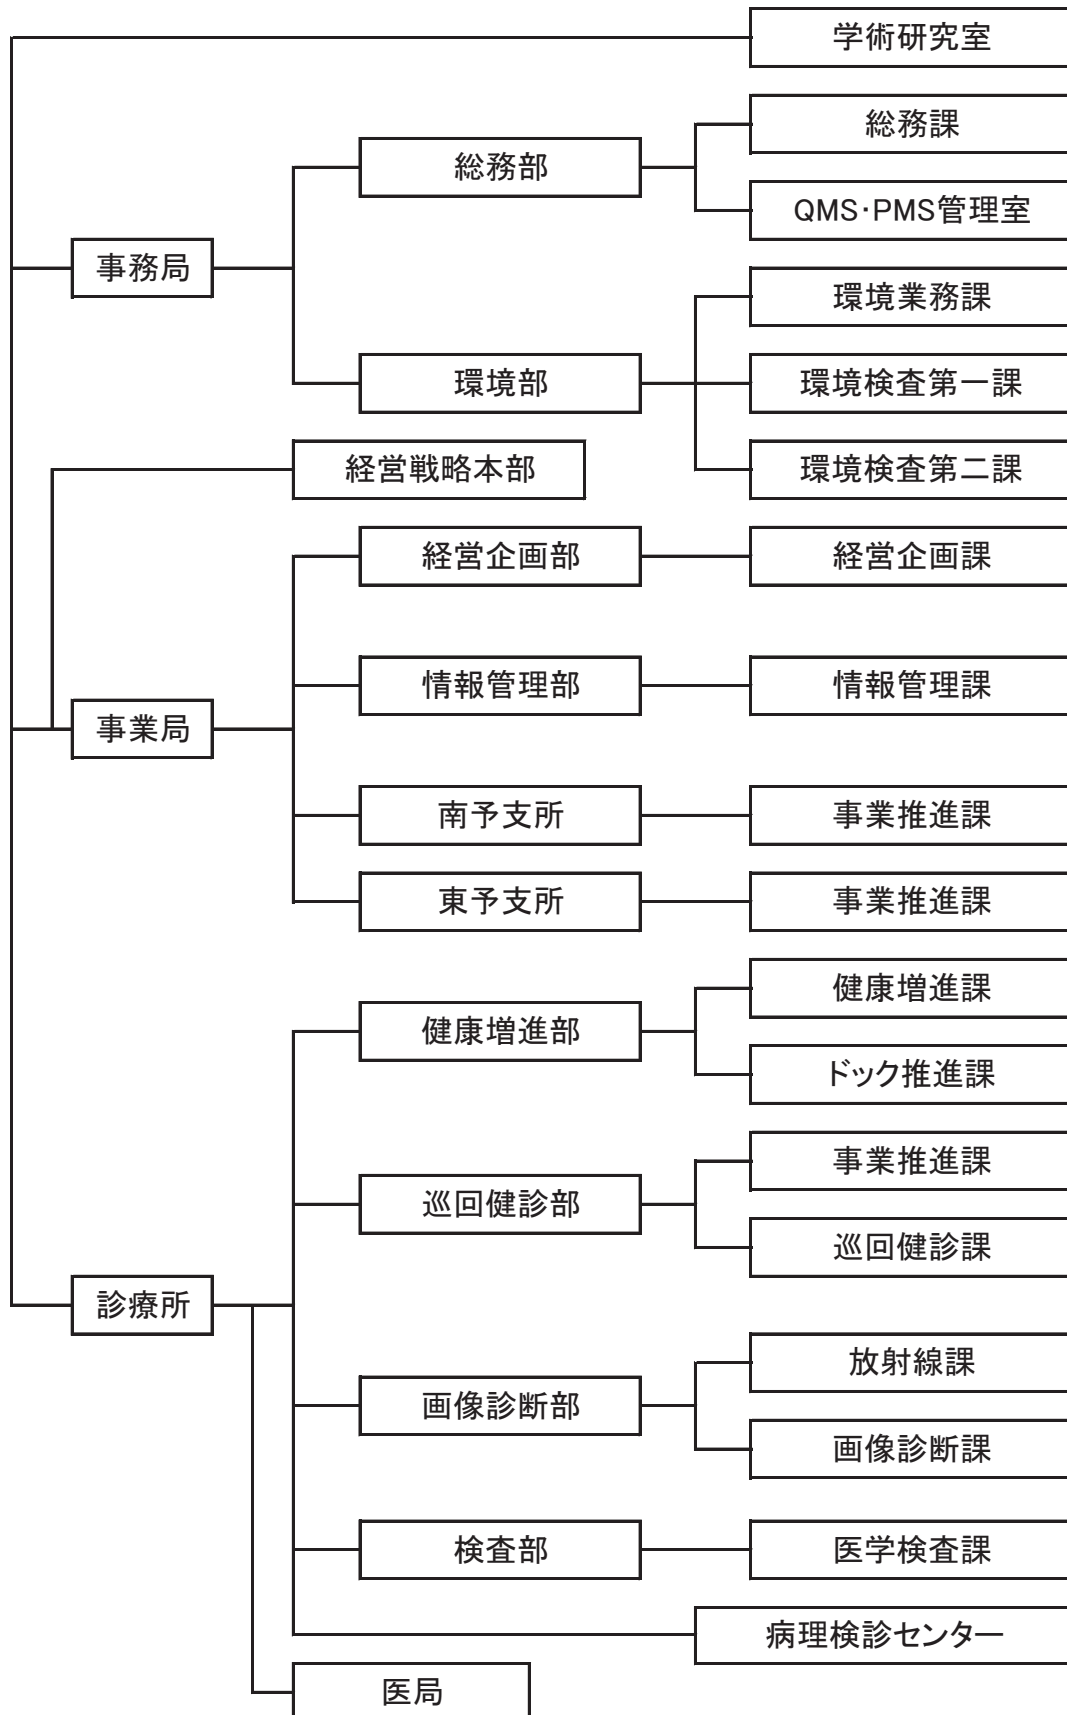 学術研究室
総務課
総務部
QMS・PMS管理室
事務局
環境業務課
環境部
環境検査第一課
経営戦略本部
環境検査第二課
経営企画部
経営企画課
情報管理部
情報管理課
事業局
南予支所
事業推進課
東予支所
事業推進課
健康増進課
健康増進部
ドック推進課
事業推進課
巡回健診部
巡回健診課
診療所
放射線課
画像診断部
画像診断課
検査部
医学検査課
病理検診センター
医局